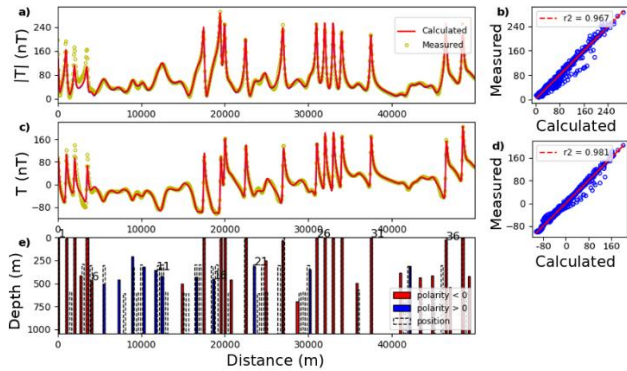 a)
|T| (nT)
240
160
80
0
Calculated
Measured
0
10000
20000
30000
40000
b)
Measured
240
160
80
r2 = 0.967
20 80 160 240
Calculated
c)
T (nT)
160
80
0
−80
0
10000
20000
30000
40000
d)
Measured
160
80
0
−80
r2 = 0.981
−80
0
80
160
Calculated
e)
Depth (m)
0
250
500
750
1000
1
6
11
21
26
31
36
polarity < 0
polarity > 0
position
0
10000
20000
30000
40000
Distance (m)